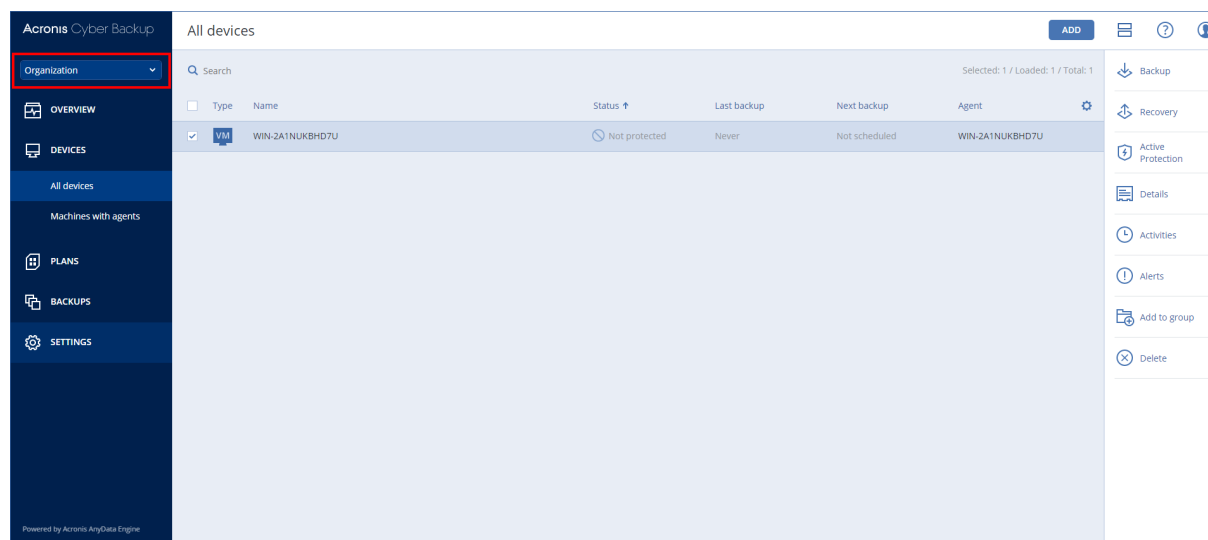 Acronis Cyber Backup
All devices
ADD
Organization
Search
Selected: 1 / Loaded: 1 / Total: 1
Type Name Status ↑ Last backup Next backup Agent
VM WIN-2A1NUKBHD7U Not protected Never Not scheduled WIN-2A1NUKBHD7U
OVERVIEW
DEVICES
All devices
Machines with agents
PLANS
BACKUPS
SETTINGS
Powered by Acronis AnyData Engine
?
Backup
Recovery
Active
Protection
Details
Activities
Alerts
Add to group
Delete